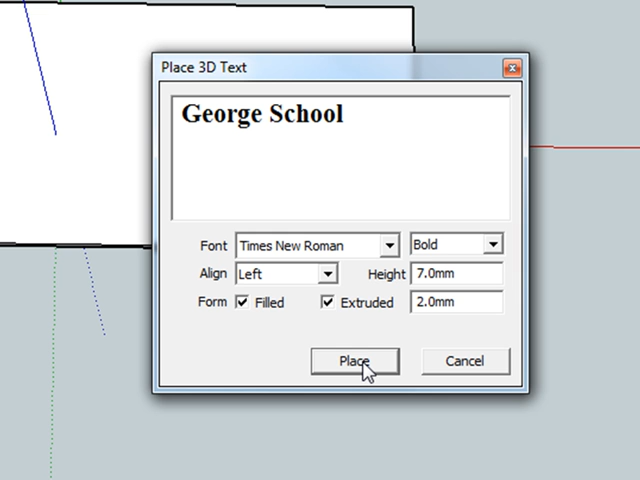 Place 3D Text
George School
Font Times New Roman Bold
Align Left Height 7.0mm
Form Filled Extruded 2.0mm
Place Cancel